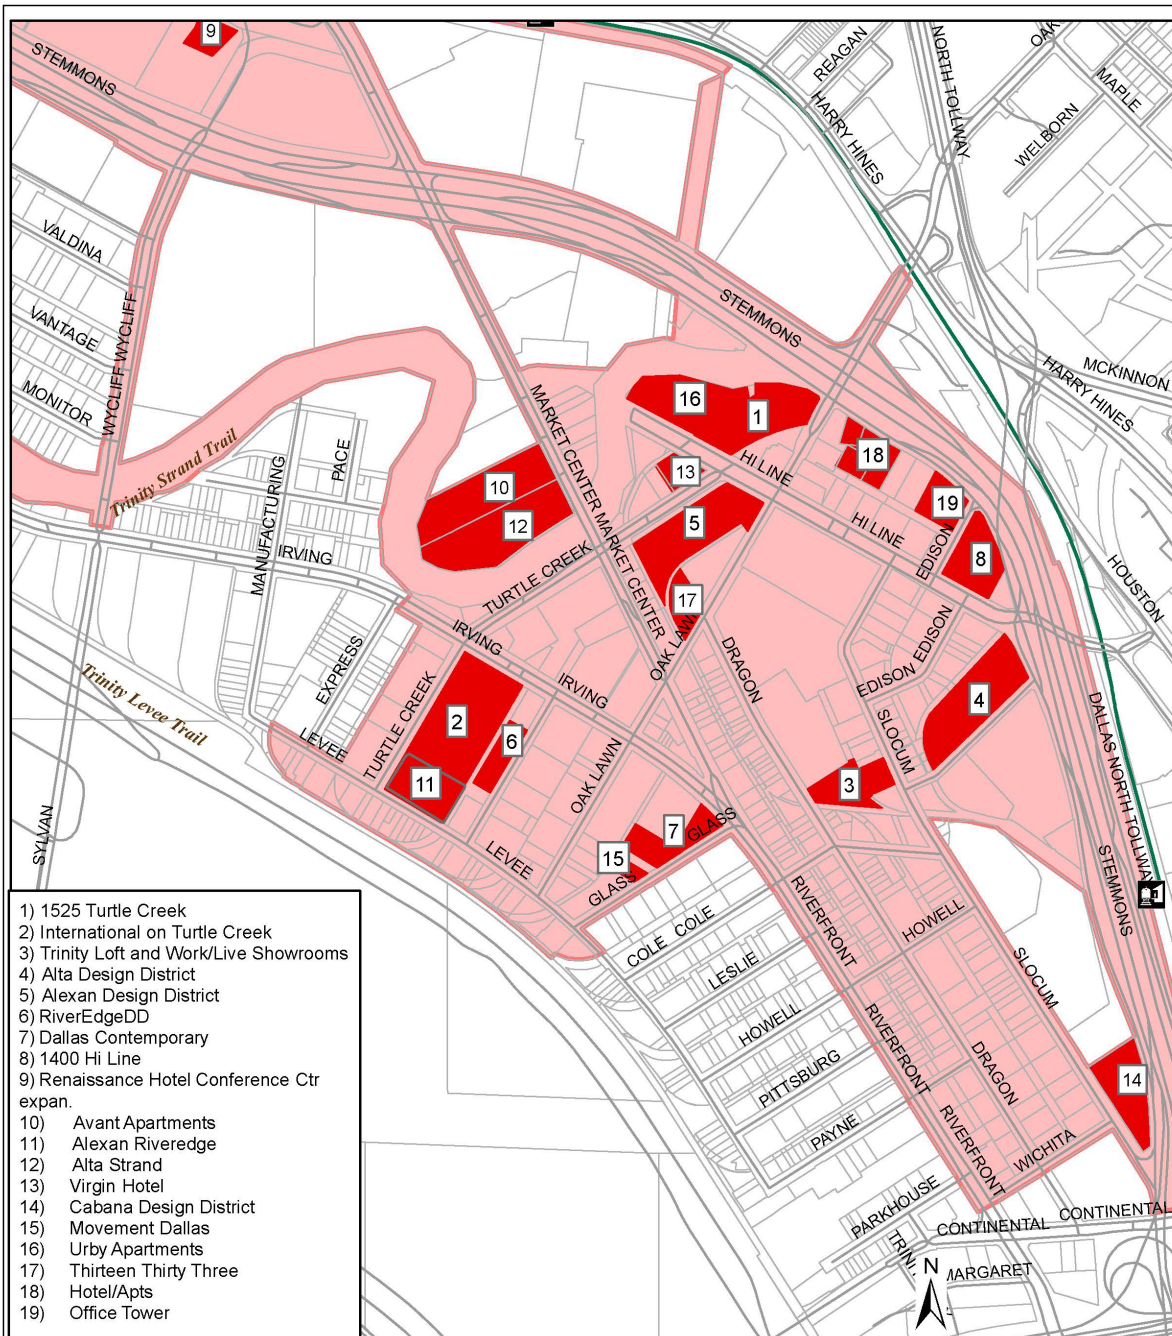 9
STEMMONS
REAGAN
NORTH TOLLWAY
OAK
MAPLE
HARRY HINES
WELBORN
VALDINA
VANTAGE
MONITOR
WYCLIFF WYCLIFF
STEMMONS
MCKINNON
HARRY HINES
Trinity Strand Trail
MANUFACTURING
PACE
IRVING
MARKET CENTER MARKET CENTER MARKET CENTER
16
1
13
HI LINE
18
19
10
12
5
HI LINE
EDISON
8
HOUSTON
TURTLE CREEK
17
OAK LAWN
IRVING
IRVING
DRAGON
EDISON EDISON
EXPRESS
Trinity Levee Trail
LEVEE
TURTLE CREEK
2
6
11
OAK LAWN
SLOCUM
4
3
DALLAS NORTH TOLLWAY
STEMMONS
SYLVAN
LEVEE
7
GLASS
15
GLASS
COLE COLE
LESLIE
HOWELL
PITTSBURG
PAYNE
PARKHOUSE
RIVERFRONT
RIVERFRONT
RIVERFRONT
HOWELL
SLOCUM
DRAGON
WICHITA
14
CONTINENTAL
CONTINENTAL
MARGARET
N
1) 1525 Turtle Creek
2) International on Turtle Creek
3) Trinity Loft and Work/Live Showrooms
4) Alta Design District
5) Alexan Design District
6) RiverEdgeDD
7) Dallas Contemporary
8) 1400 Hi Line
9) Renaissance Hotel Conference Ctr
expan.
10) Avant Apartments
11) Alexan Riveredge
12) Alta Strand
13) Virgin Hotel
14) Cabana Design District
15) Movement Dallas
16) Urby Apartments
17) Thirteen Thirty Three
18) Hotel/Apts
19) Office Tower